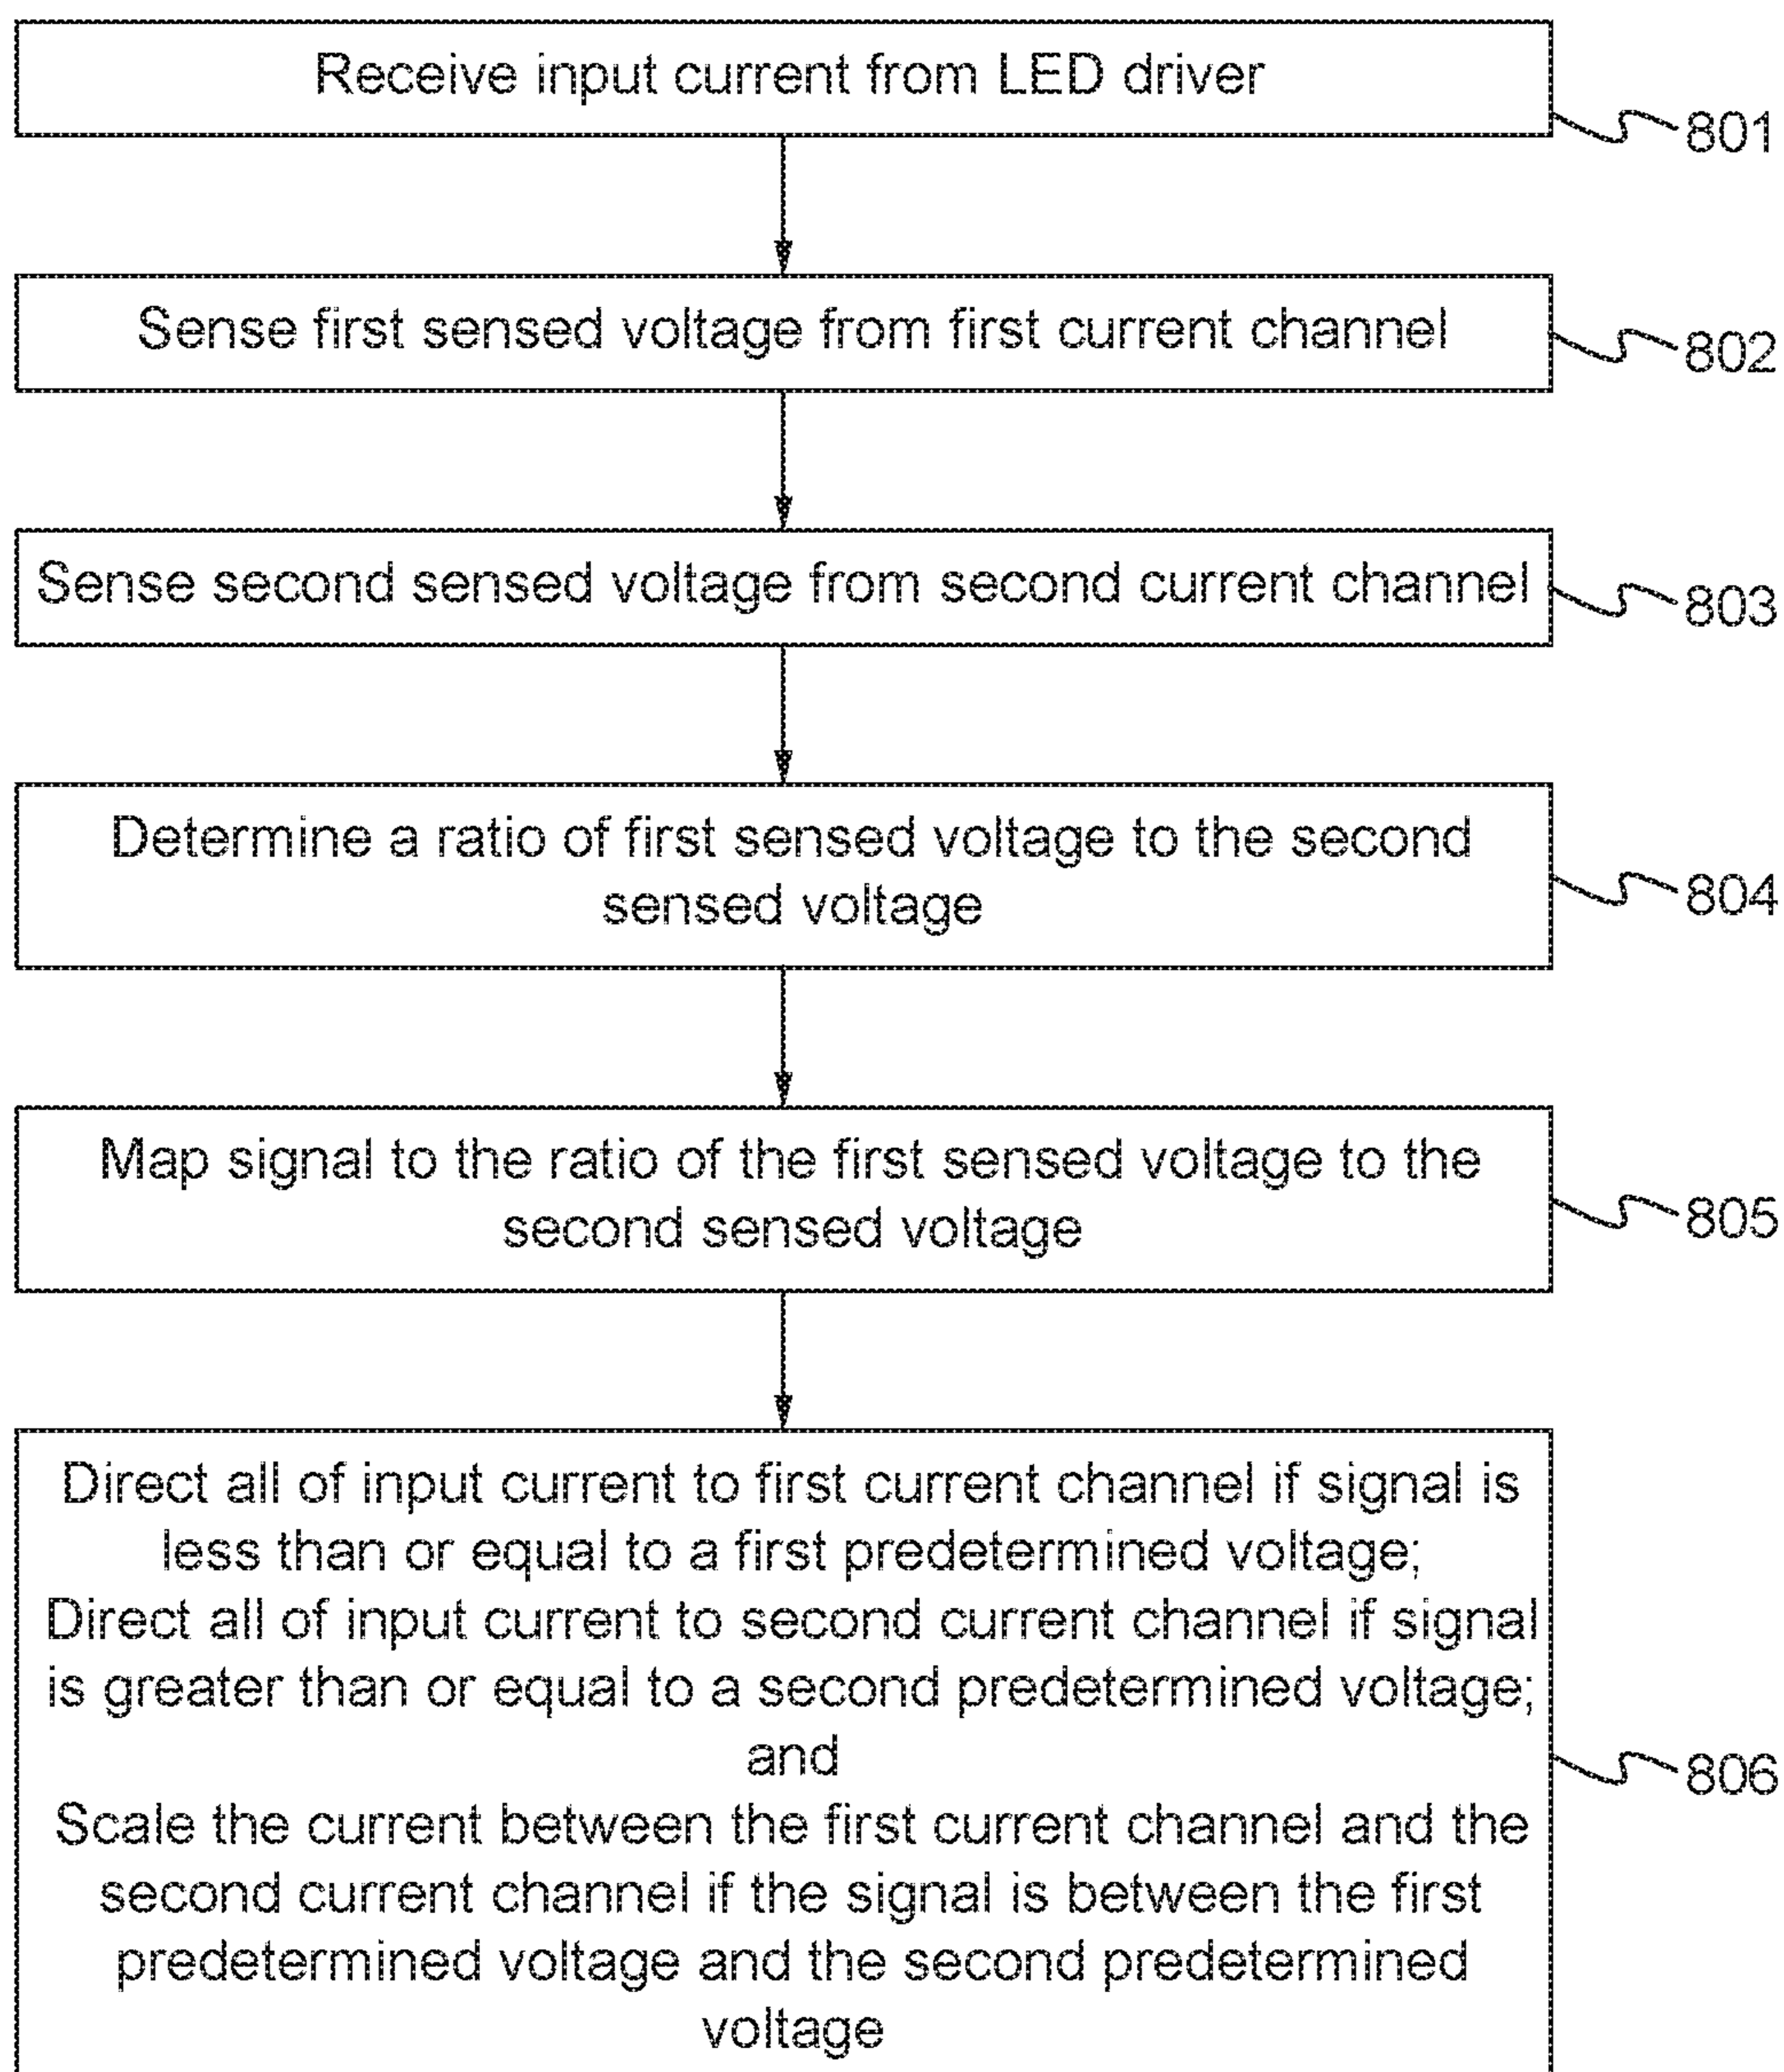 Receive input current from LED driver
801
Sense first sensed voltage from first current channel
802
Sense second sensed voltage from second current channel
803
Determine a ratio of first sensed voltage to the second
sensed voltage
804
Map signal to the ratio of the first sensed voltage to the
second sensed voltage
805
Direct all of input current to first current channel if signal is
less than or equal to a first predetermined voltage;
Direct all of input current to second current channel if signal
is greater than or equal to a second predetermined voltage;
and
Scale the current between the first current channel and the
second current channel if the signal is between the first
predetermined voltage and the second predetermined
voltage
806